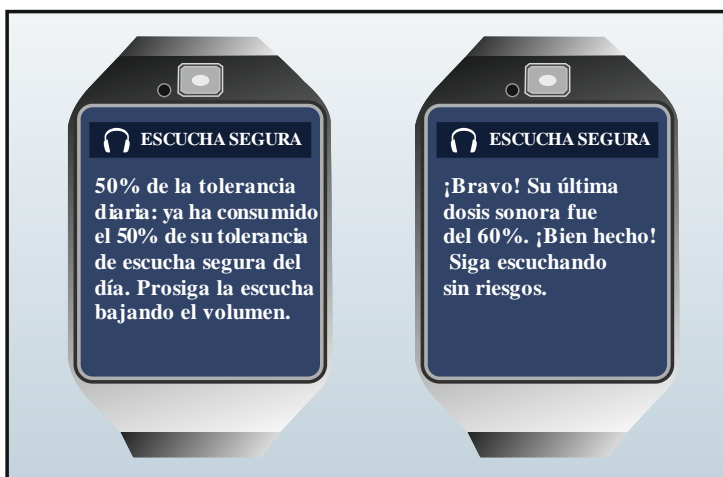 ESCUCHA SEGURA
50% de la tolerancia
diaria: ya ha consumido
el 50% de su tolerancia
de escucha segura del
día. Prosiga la escucha
bajando el volumen.
ESCUCHA SEGURA
¡Bravo! Su última
dosis sonora fue
del 60%. ¡Bien hecho!
Siga escuchando
sin riesgos.